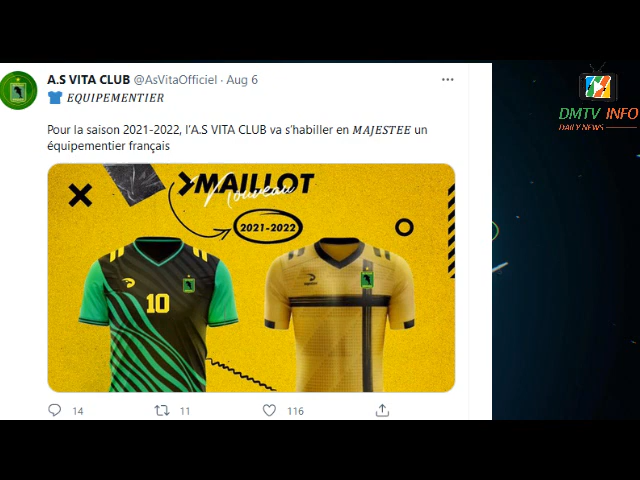 A.S VITA CLUB @AsVitaOfficiel · Aug 6
👕 EQUIPEMENTIER
Pour la saison 2021-2022, l'A.S VITA CLUB va s'habiller en MAJESTEE un
équipementier français
MAILLOT
Nouveau
2021-2022
10
14 11 116
DMTV INFO
DAILY NEWS